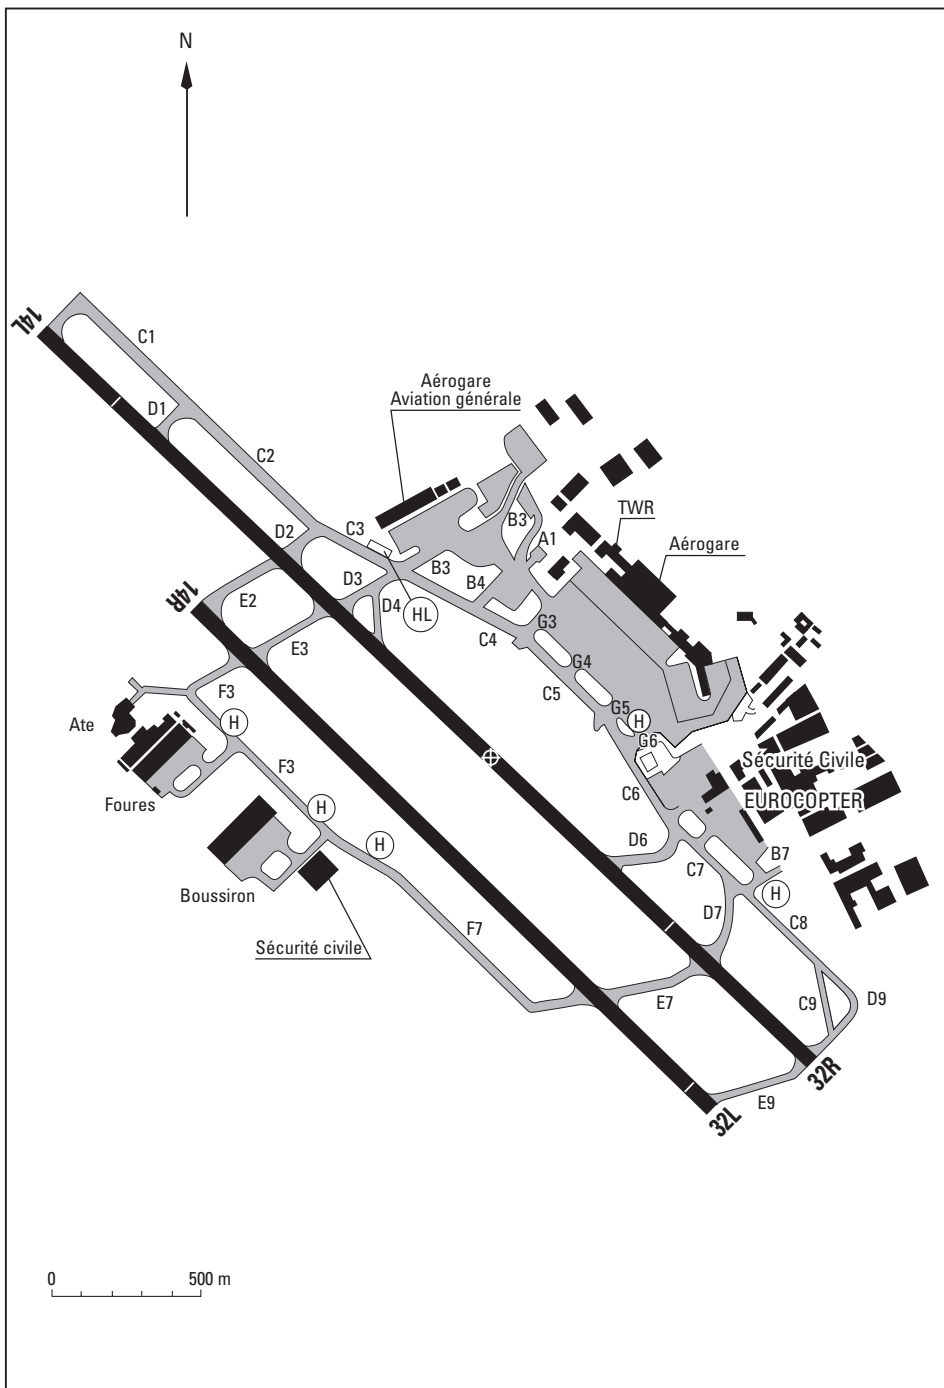 N
14L
C1
D1
Aérogare
Aviation générale
C2
C3
D2
B3
TWR
A1
Aérogare
B3
D3
B4
14R
E2
D4
HL
G3
C4
E3
G4
F3
C5
G5
H
Ate
H
G6
Sécurité Civile
F3
C6
EUROCOPTER
Foures
H
D6
H
B7
C7
Boussiron
H
D7
C8
F7
Sécurité civile
E7
C9
D9
32R
E9
32L
0 500 m